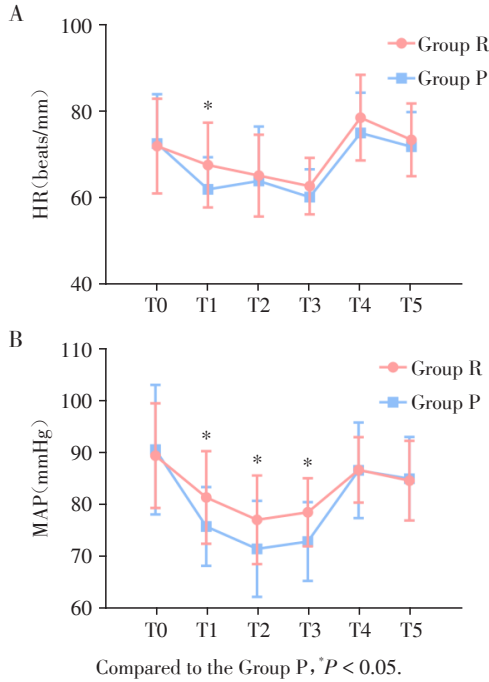 A
Group R
Group P
HR(beats/mm)
100
80
60
40
*
T0 T1 T2 T3 T4 T5
B
Group R
Group P
MAP(mmHg)
110
100
90
80
70
60
* * *
T0 T1 T2 T3 T4 T5
Compared to the Group P, *P < 0.05.